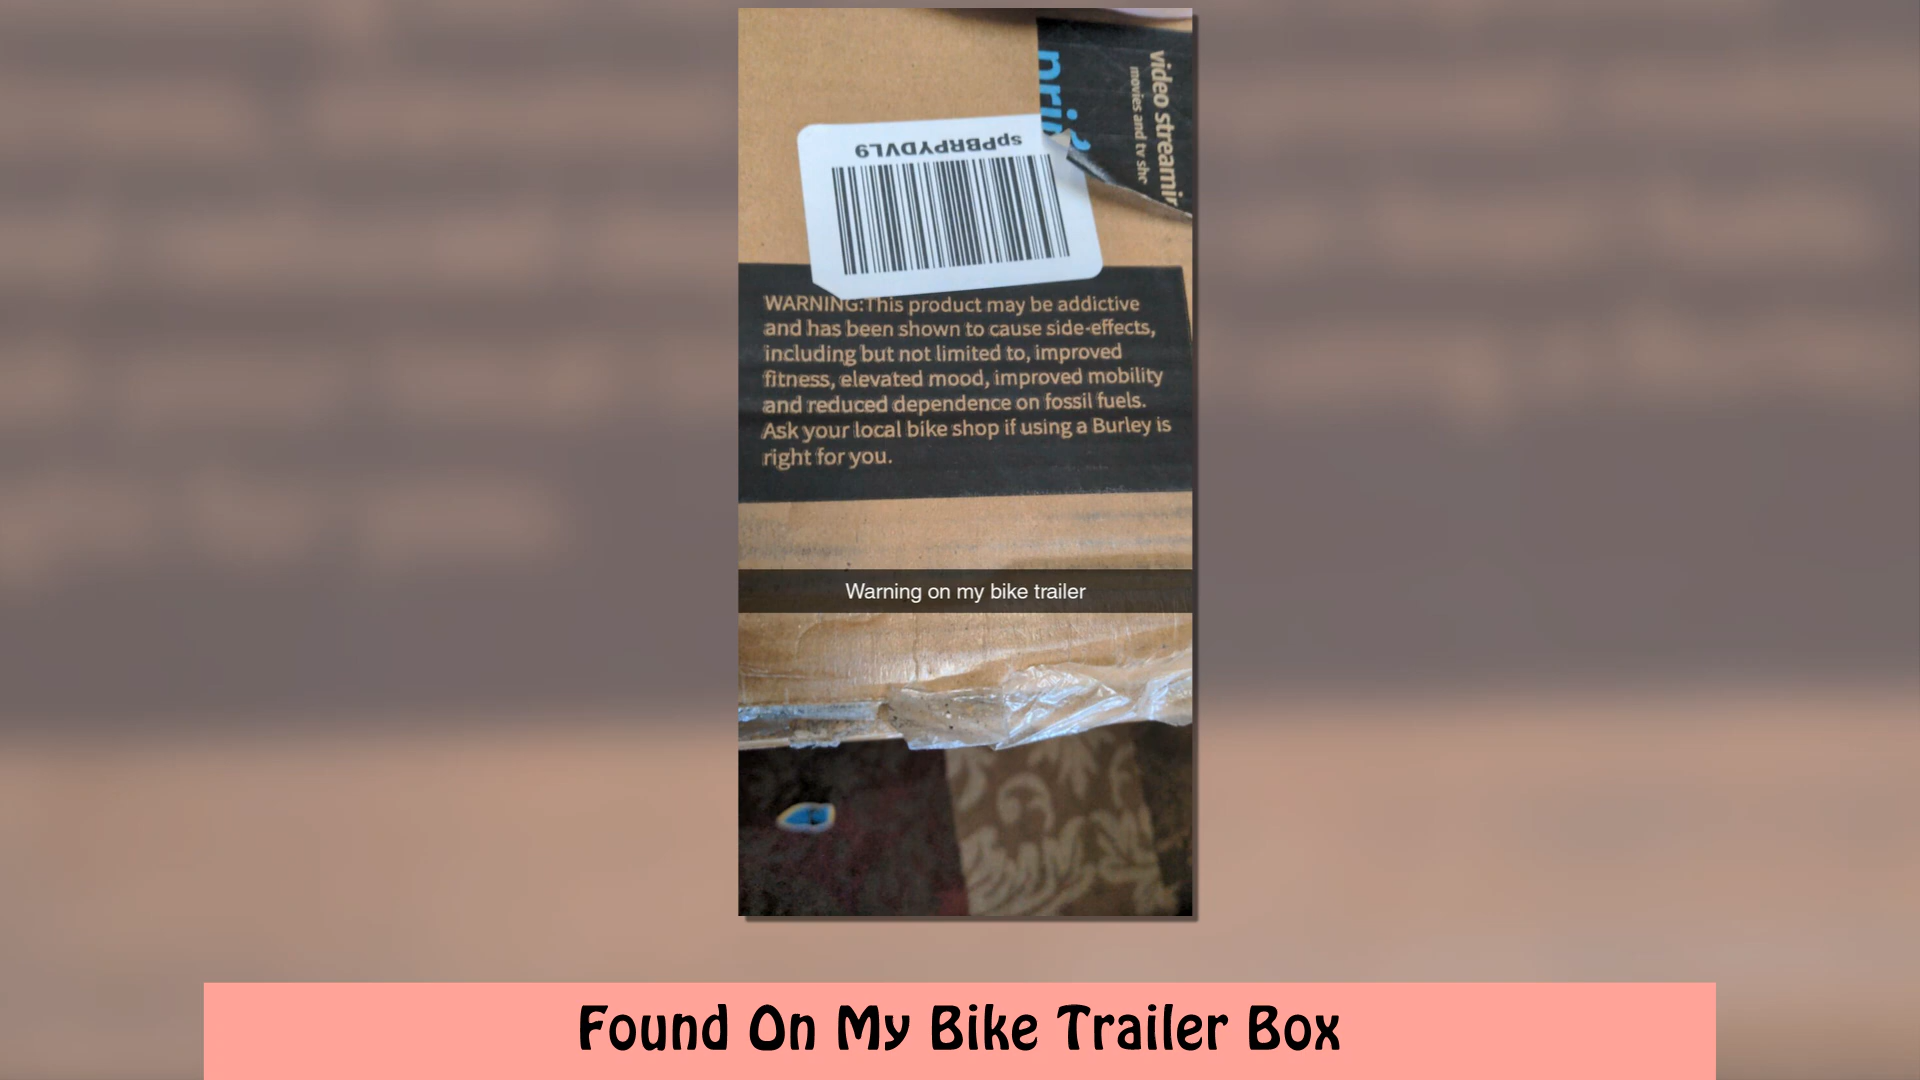 prime
video streami
movies and tv sho
spPBRPYDVL9
WARNING:This product may be addictive
and has been shown to cause side-effects,
including but not limited to, improved
fitness, elevated mood, improved mobility
and reduced dependence on fossil fuels.
Ask your local bike shop if using a Burley is
right for you.
Warning on my bike trailer
Found On My Bike Trailer Box